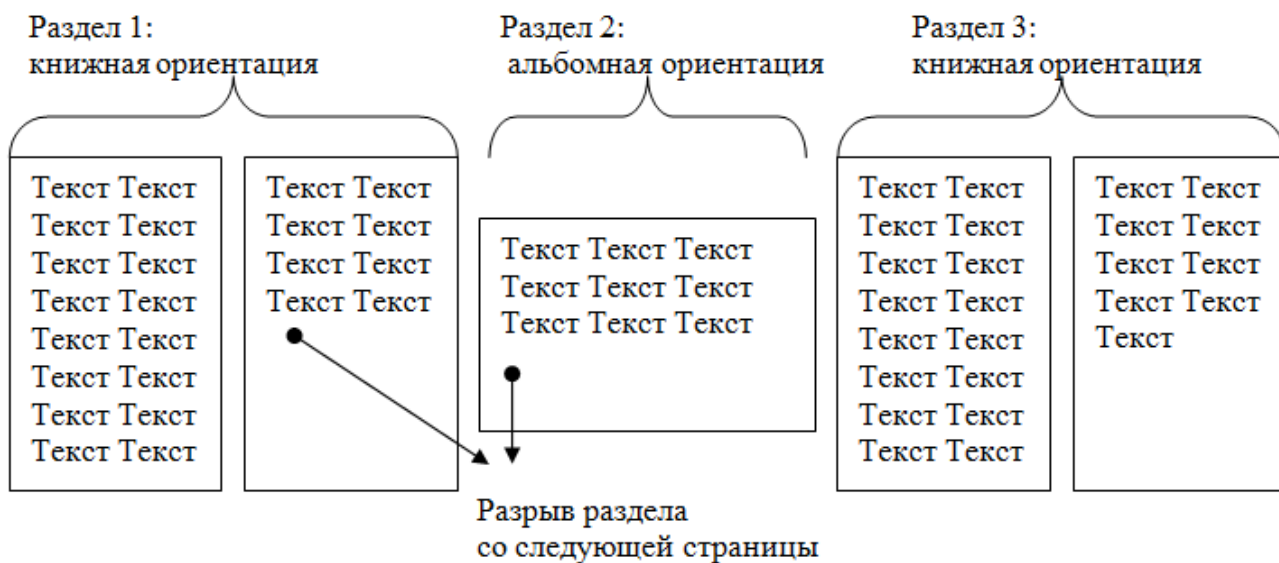 Раздел 1:
книжная ориентация
Раздел 2:
альбомная ориентация
Раздел 3:
книжная ориентация
Текст Текст
Текст Текст
Текст Текст
Текст Текст
Текст Текст
Текст Текст
Текст Текст
Текст Текст
Текст Текст
Текст Текст
Текст Текст
Текст Текст
Текст Текст Текст
Текст Текст Текст
Текст Текст Текст
Текст Текст
Текст Текст
Текст Текст
Текст Текст
Текст Текст
Текст Текст
Текст Текст
Текст Текст
Текст Текст
Текст Текст
Текст Текст
Текст Текст
Текст
Разрыв раздела
со следующей страницы